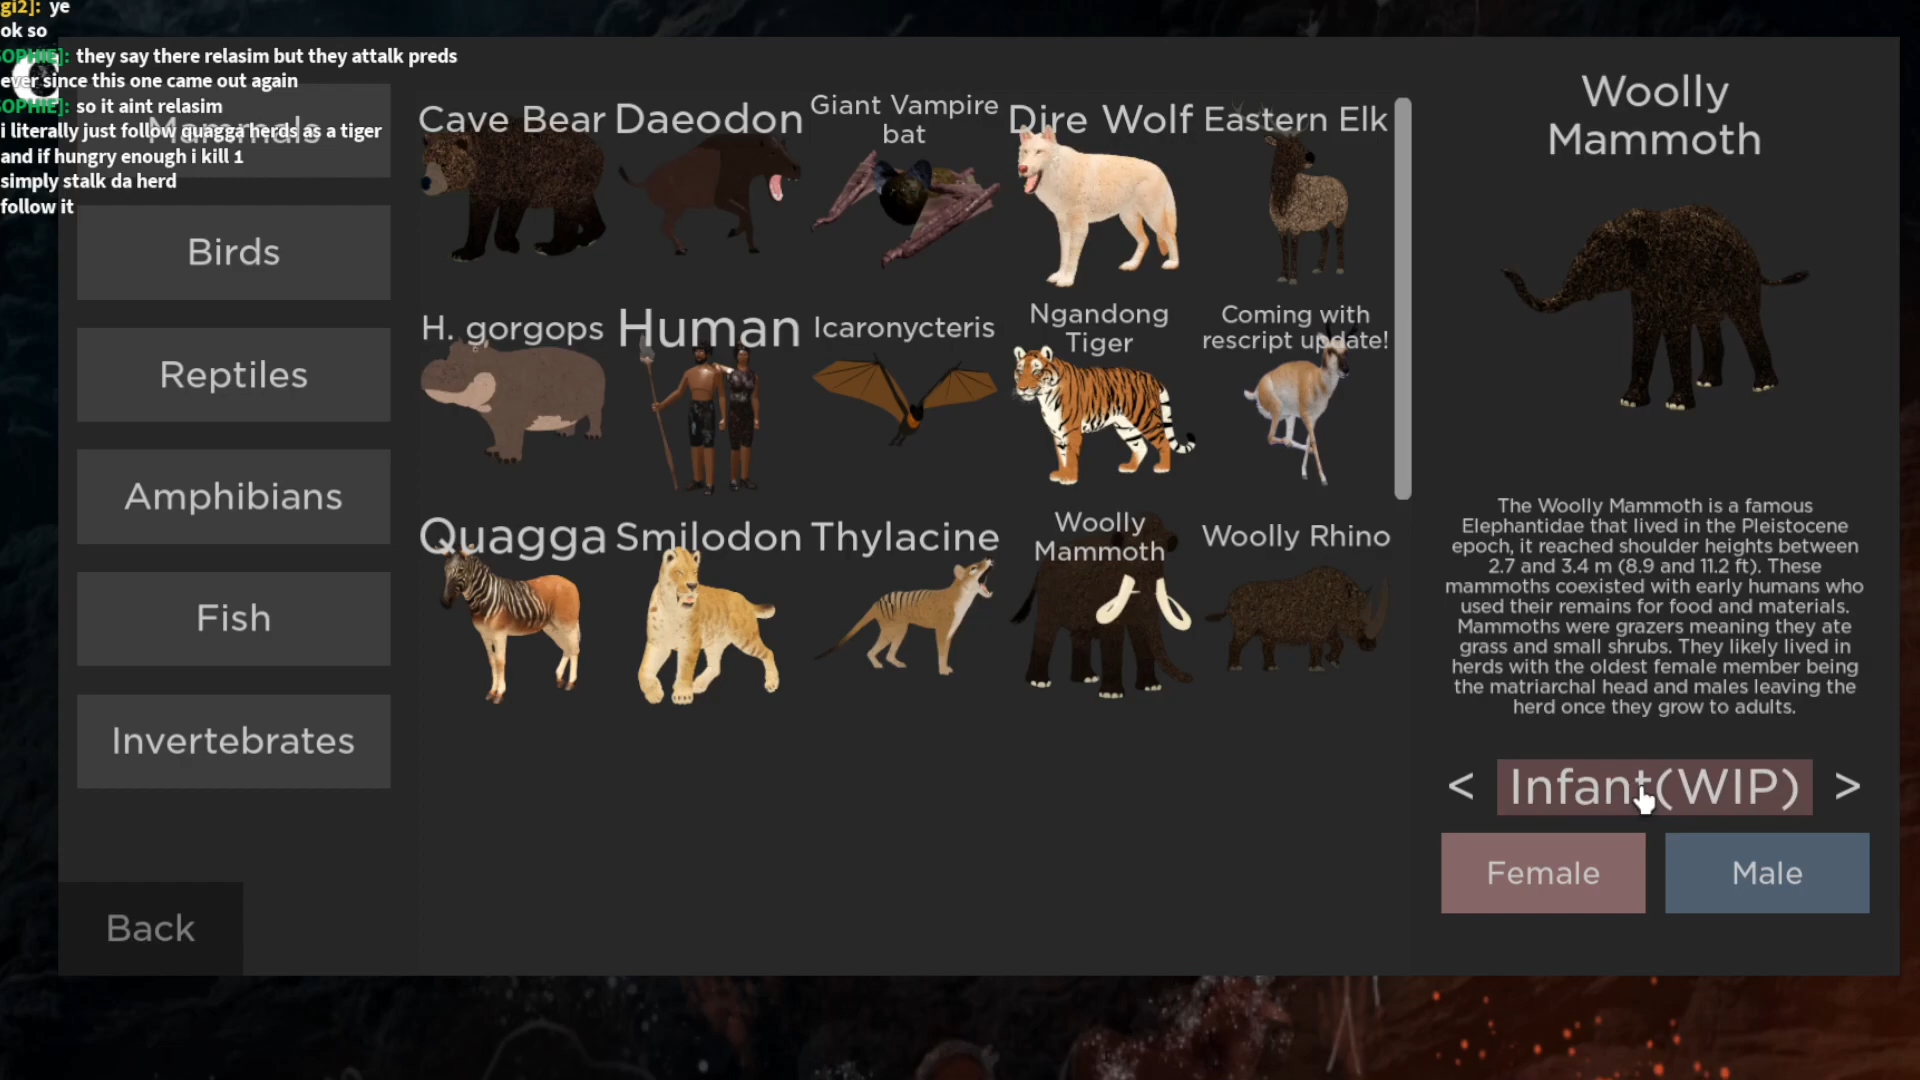 gi2]: ye
ok so
SOPHIE]: they say there relasim but they attalk preds
ever since this one came out again
SOPHIE]: so it aint relasim
i literally just follow quagga herds as a tiger
and if hungry enough i kill 1
simply stalk da herd
follow it
Mammals
Birds
Reptiles
Amphibians
Fish
Invertebrates
Back
Cave Bear
Daeodon
Giant Vampire
bat
Dire Wolf
Eastern Elk
H. gorgops
Human
Icaronycteris
Ngandong
Tiger
Coming with
rescript update!
Quagga
Smilodon
Thylacine
Woolly
Mammoth
Woolly Rhino
Woolly
Mammoth
The Woolly Mammoth is a famous
Elephantidae that lived in the Pleistocene
epoch, it reached shoulder heights between
2.7 and 3.4 m (8.9 and 11.2 ft). These
mammoths coexisted with early humans who
used their remains for food and materials.
Mammoths were grazers meaning they ate
grass and small shrubs. They likely lived in
herds with the oldest female member being
the matriarchal head and males leaving the
herd once they grow to adults.
< Infant(WIP) >
Female
Male